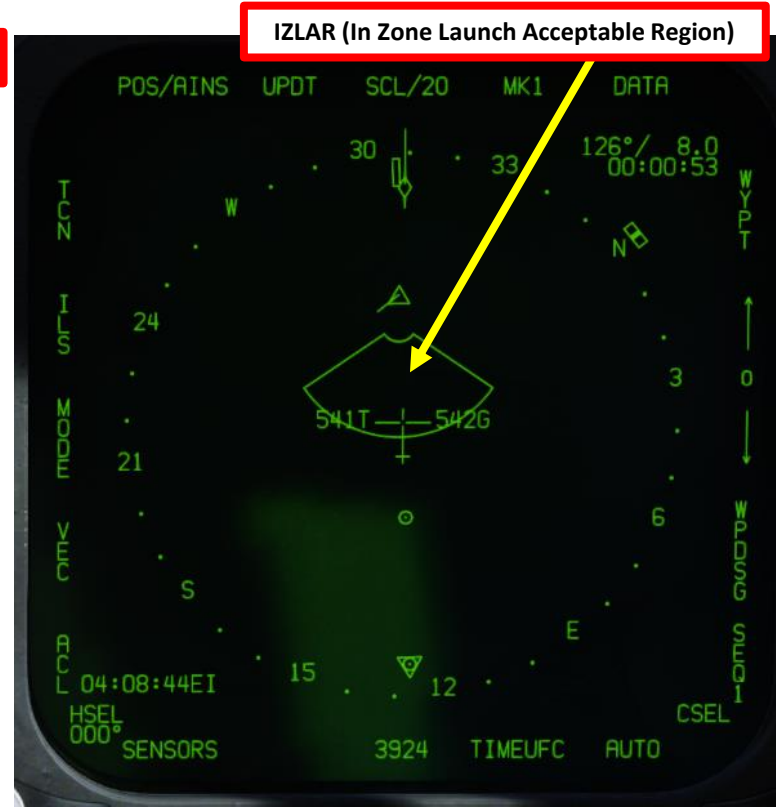 IZLAR (In Zone Launch Acceptable Region)
POS/AINS UPDT SCL/20 MK1 DATA
126°/ 8.0
00:00:53
30
33
W
N
24
3
21
6
S
E
15
12
TCN
ILS
MODE
VEC
ACL
WYPT
0
WPDSG
SEQ
1
541T 542G
04:08:44EI
HSEL
000°
CSEL
SENSORS 3924 TIMEUFC AUTO